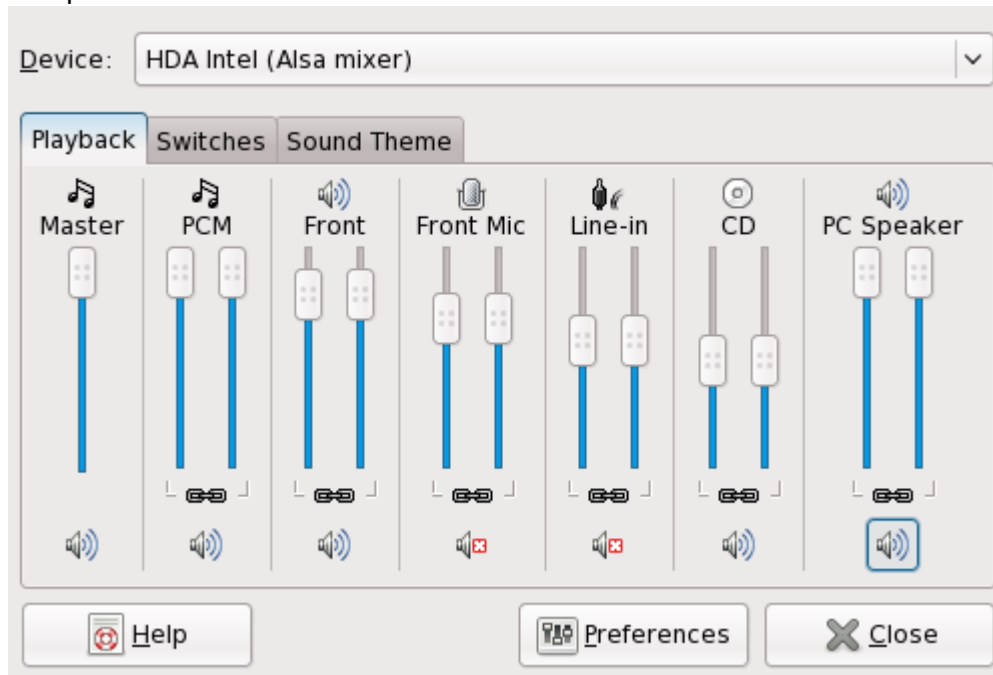 Device: HDA Intel (Alsa mixer)
Playback Switches Sound Theme
Master PCM Front Front Mic Line-in CD PC Speaker
Help Preferences Close